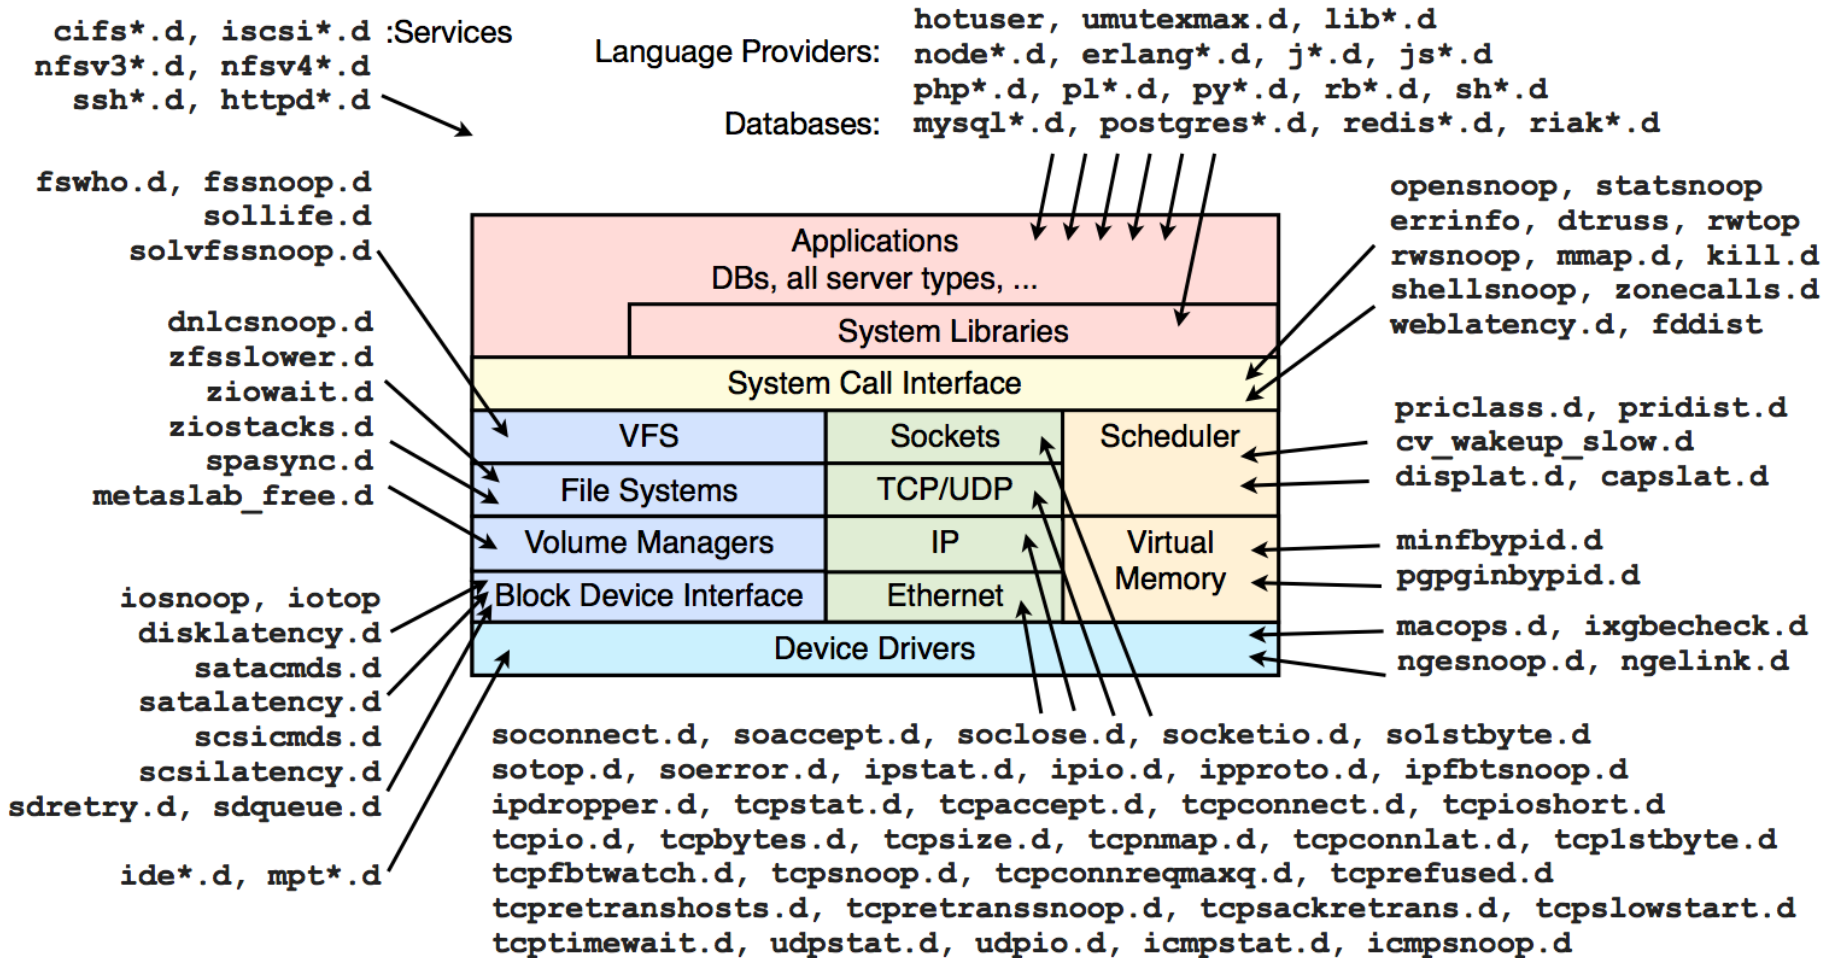 cifs*.d, iscsi*.d :Services
nfsv3*.d, nfsv4*.d
ssh*.d, httpd*.d
hotuser, umutexmax.d, lib*.d
Language Providers: node*.d, erlang*.d, j*.d, js*.d
php*.d, pl*.d, py*.d, rb*.d, sh*.d
Databases: mysql*.d, postgres*.d, redis*.d, riak*.d
fswho.d, fssnoop.d
sollife.d
solvfssnoop.d
dnlcsnoop.d
zfsslower.d
ziowait.d
ziostacks.d
spasync.d
metaslab_free.d
iosnoop, iotop
disklatency.d
satacmds.d
satalatency.d
scsicmds.d
scsilatency.d
sdretry.d, sdqueue.d
ide*.d, mpt*.d
Applications
DBs, all server types, ...
System Libraries
System Call Interface
VFS
Sockets
Scheduler
File Systems
TCP/UDP
Volume Managers
IP
Virtual
Memory
Block Device Interface
Ethernet
Device Drivers
opensnoop, statsnoop
errinfo, dtruss, rwtop
rwsnoop, mmap.d, kill.d
shellsnoop, zonecalls.d
weblatency.d, fddist
priclass.d, pridist.d
cv_wakeup_slow.d
displat.d, capslat.d
minfbypid.d
pgpginbypid.d
macops.d, ixgbecheck.d
ngesnoop.d, ngelink.d
soconnect.d, soaccept.d, soclose.d, socketio.d, so1stbyte.d
sotop.d, soerror.d, ipstat.d, ipio.d, ipproto.d, ipfbtsnoop.d
ipdropper.d, tcpstat.d, tcpaccept.d, tcpconnect.d, tcpioshort.d
tcpio.d, tcpbytes.d, tcpsize.d, tcpnmap.d, tcpconnlat.d, tcp1stbyte.d
tcpfbtwatch.d, tcpsnoop.d, tcpconnreqmaxq.d, tcprefused.d
tcpretranshosts.d, tcpretranssnoop.d, tcpsackretrans.d, tcpslowstart.d
tcptimewait.d, udpstat.d, udpio.d, icmpstat.d, icmpsnoop.d